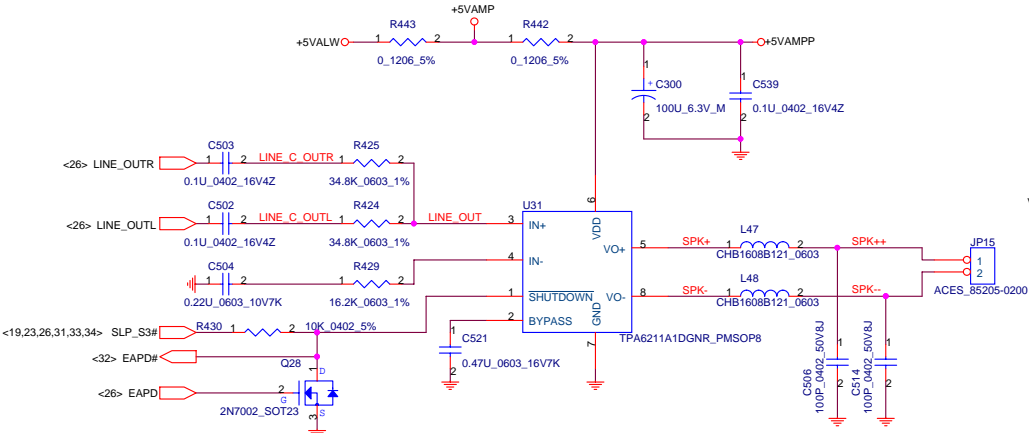 +5VAMP
R443
R442
+5VALW
1
2
1
2
+5VAMPP
0_1206_5%
0_1206_5%
1
1
+
C300
C539
100U_6.3V_M
0.1U_0402_16V4Z
2
2
C503
R425
<26> LINE_OUTR
1
2
LINE_C_OUTR
1
2
0.1U_0402_16V4Z
34.8K_0603_1%
U31
6
C502
R424
<26> LINE_OUTL
1
2
LINE_C_OUTL
1
2
LINE_OUT
3
IN+
VDD
0.1U_0402_16V4Z
34.8K_0603_1%
L47
VO+
5
SPK+
1
2
SPK++
JP15
1
2
CHB1608B121_0603
4
IN-
C504
R429
L48
1
2
1
2
1
SHUTDOWN
VO-
8
SPK-
1
2
SPK--
ACES_85205-0200
0.22U_0603_10V7K
16.2K_0603_1%
CHB1608B121_0603
GND
<19,23,26,31,33,34> SLP_S3#
R430
1
2
10K_0402_5%
2
BYPASS
7
TPA6211A1DGNR_PMSOP8
1
C521
0.47U_0603_16V7K
2
<32> EAPD#
Q28
1
D
<26> EAPD
2
G
3
S
2N7002_SOT23
1
1
C506
100P_0402_50V8J
C514
100P_0402_50V8J
2
2